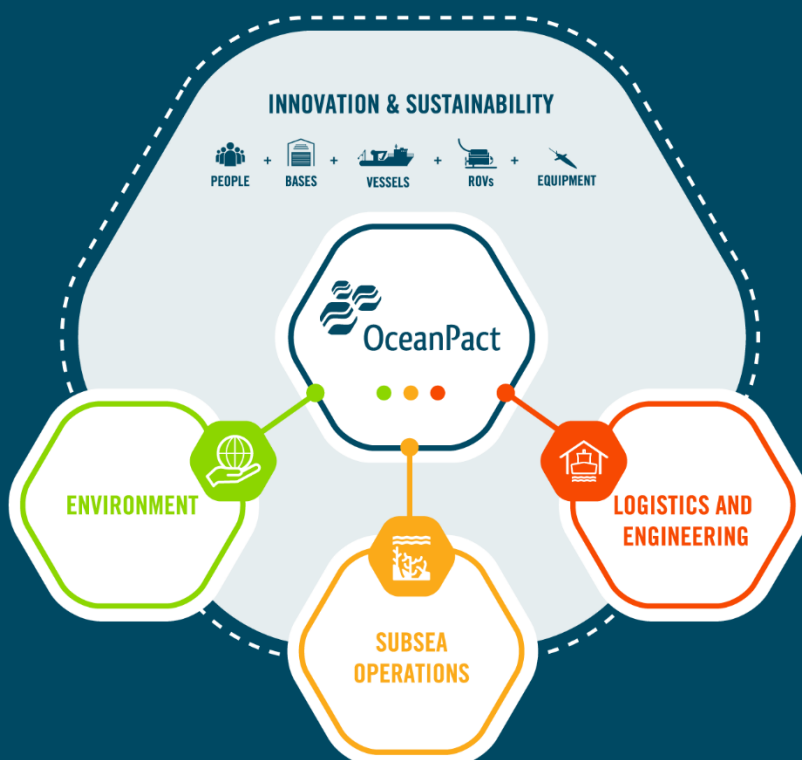 INNOVATION & SUSTAINABILITY
PEOPLE + BASES + VESSELS + ROVs + EQUIPMENT
OceanPact
ENVIRONMENT
LOGISTICS AND
ENGINEERING
SUBSEA
OPERATIONS